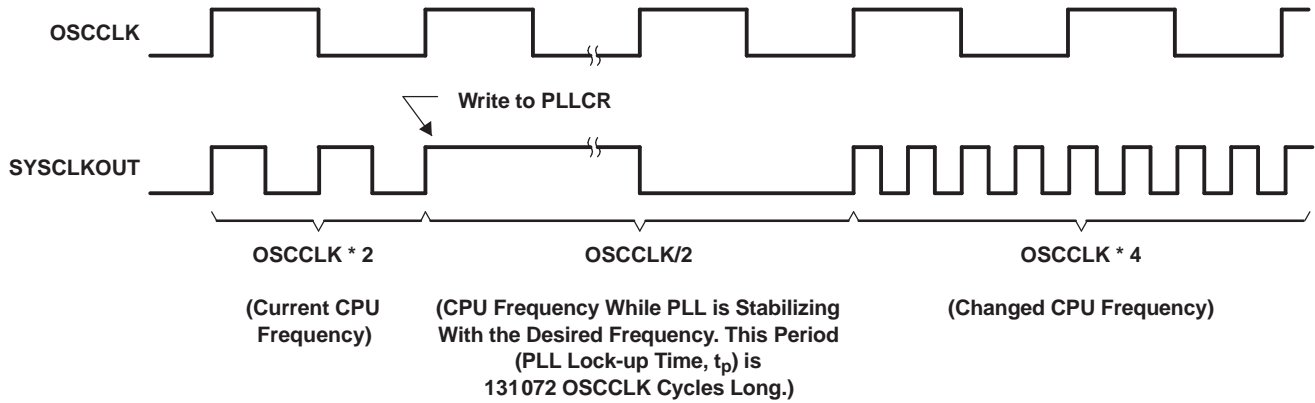 OSCCLK
Write to PLLCR
SYSCLKOUT
OSCCLK * 2
OSCCLK/2
OSCCLK * 4
(Current CPU
Frequency)
(CPU Frequency While PLL is Stabilizing
With the Desired Frequency. This Period
(PLL Lock-up Time, tp) is
131072 OSCCLK Cycles Long.)
(Changed CPU Frequency)